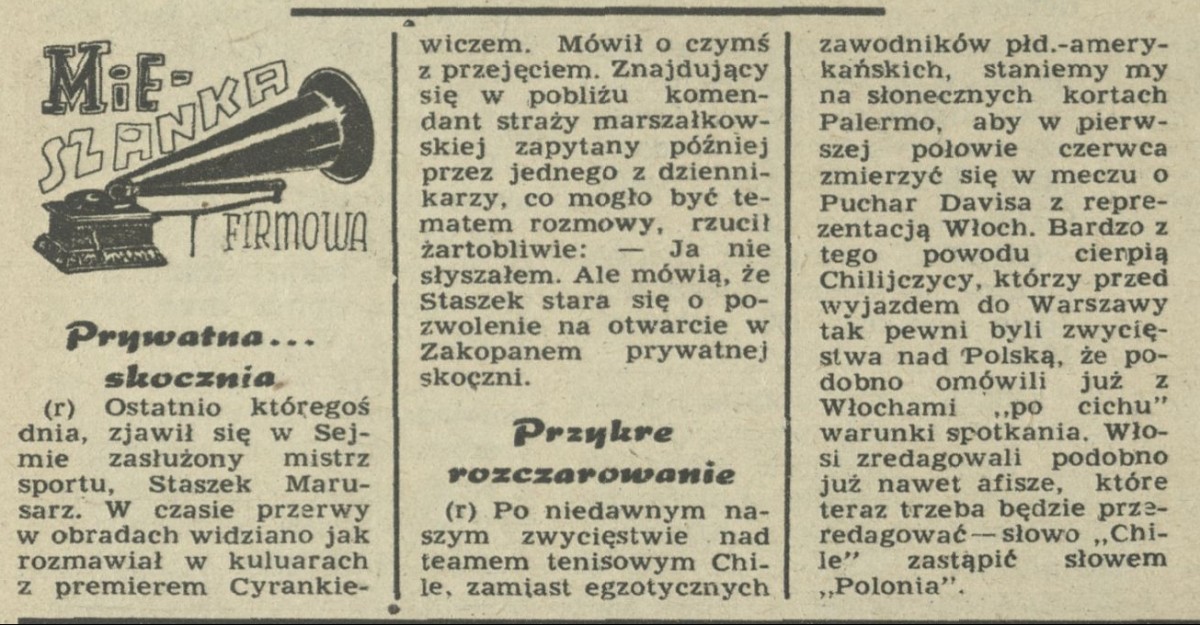 MIE-
SZANKA
FIRMOWA
Prywatna...
skocznia
(r) Ostatnio któregoś
dnia, zjawił się w Sej-
mie zasłużony mistrz
sportu, Staszek Maru-
sarz. W czasie przerwy
w obradach widziano jak
rozmawiał w kuluarach
z premierem Cyrankie-
wiczem. Mówił o czymś
z przejęciem. Znajdujący
się w pobliżu komen-
dant straży marszałkow-
skiej zapytany później
przez jednego z dzienni-
karzy, co mogło być te-
matem rozmowy, rzucił
żartobliwie: — Ja nie
słyszałem. Ale mówią, że
Staszek stara się o po-
zwolenie na otwarcie w
Zakopanem prywatnej
skoczni.
Przykre
rozczarowanie
(r) Po niedawnym na-
szym zwycięstwie nad
teamem tenisowym Chi-
le, zamiast egzotycznych
zawodników płd.-amery-
kańskich, staniemy my
na słonecznych kortach
Palermo, aby w pierw-
szej połowie czerwca
zmierzyć się w meczu o
Puchar Davisa z repre-
zentacją Włoch. Bardzo z
tego powodu cierpią
Chilijczycy, którzy przed
wyjazdem do Warszawy
tak pewni byli zwycię-
stwa nad Polską, że po-
dobno omówili już z
Włochami „po cichu”
warunki spotkania. Wło-
si zredagowali podobno
już nawet afisze, które
teraz trzeba będzie prze-
redagować — słowo „Chi-
le” zastąpić słowem
„Polonia”.